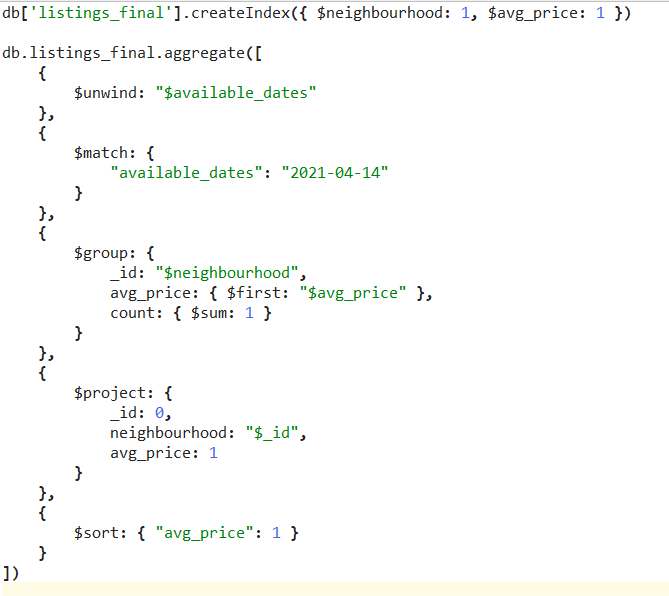 db['listings_final'].createIndex({ $neighbourhood: 1, $avg_price: 1 })
db.listings_final.aggregate([
{
$unwind: "$available_dates"
},
{
$match: {
"available_dates": "2021-04-14"
}
},
{
$group: {
_id: "$neighbourhood",
avg_price: { $first: "$avg_price" },
count: { $sum: 1 }
}
},
{
$project: {
_id: 0,
neighbourhood: "$_id",
avg_price: 1
}
},
{
$sort: { "avg_price": 1 }
}
])